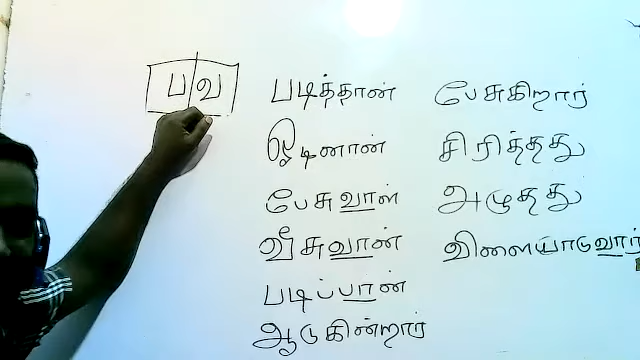 ப வ
படித்தான் பேசுகிறார்
ஓடினான் சிரித்தது
பேசுவாள் அழுதது
வீசுவான் விளையாடுவார்
படிப்பான்
ஆடுகின்றார்